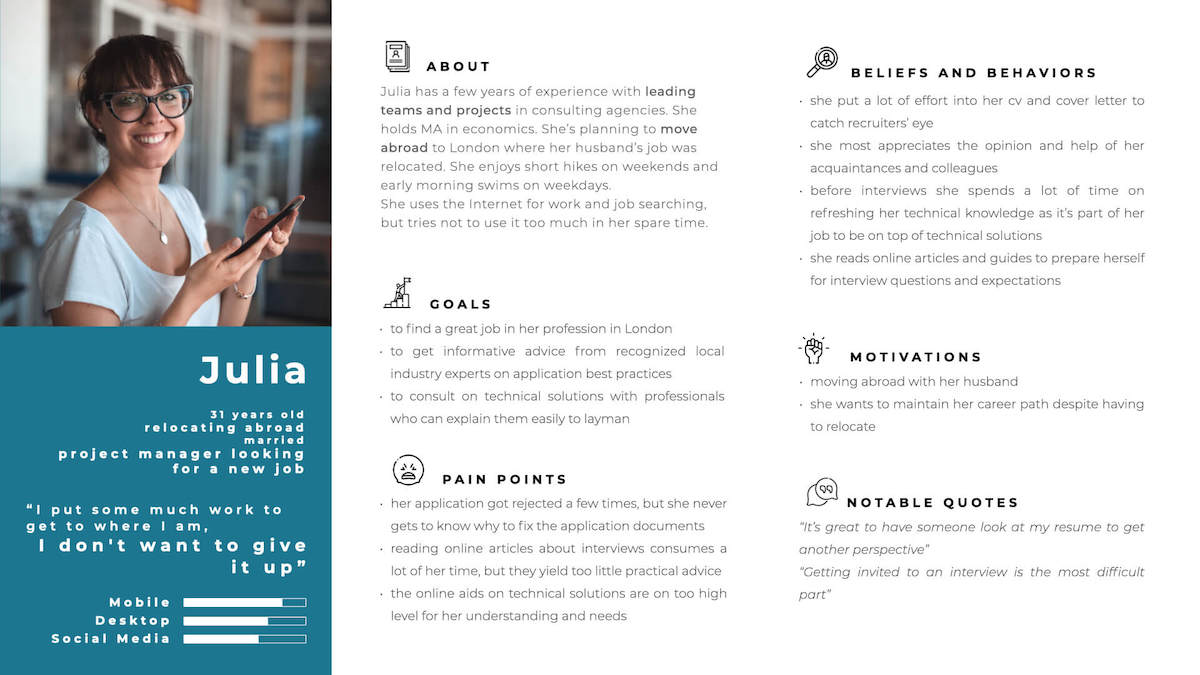 Julia
31 years old
relocating abroad
married
project manager looking
for a new job
“I put some much work to
get to where I am,
I don't want to give
it up”
Mobile
Desktop
Social Media
ABOUT
Julia has a few years of experience with leading
teams and projects in consulting agencies. She
holds MA in economics. She’s planning to move
abroad to London where her husband’s job was
relocated. She enjoys short hikes on weekends and
early morning swims on weekdays.
She uses the Internet for work and job searching,
but tries not to use it too much in her spare time.
GOALS
· to find a great job in her profession in London
· to get informative advice from recognized local
industry experts on application best practices
· to consult on technical solutions with professionals
who can explain them easily to layman
PAIN POINTS
· her application got rejected a few times, but she never
gets to know why to fix the application documents
· reading online articles about interviews consumes a
lot of her time, but they yield too little practical advice
· the online aids on technical solutions are on too high
level for her understanding and needs
BELIEFS AND BEHAVIORS
· she put a lot of effort into her cv and cover letter to
catch recruiters’ eye
· she most appreciates the opinion and help of her
acquaintances and colleagues
· before interviews she spends a lot of time on
refreshing her technical knowledge as it’s part of her
job to be on top of technical solutions
· she reads online articles and guides to prepare herself
for interview questions and expectations
MOTIVATIONS
· moving abroad with her husband
· she wants to maintain her career path despite having
to relocate
NOTABLE QUOTES
“It’s great to have someone look at my resume to get
another perspective”
“Getting invited to an interview is the most difficult
part”